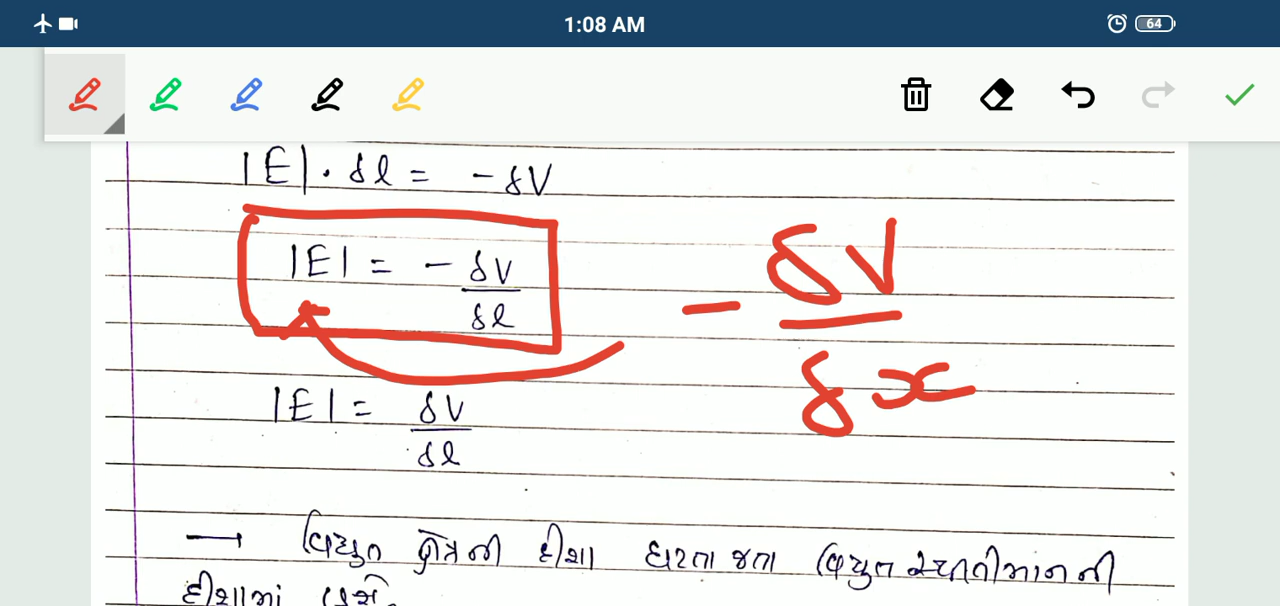 1:08 AM
64
|E| · δl = - δV
|E| = - δV / δl
- δV / δx
|E| = δV / δl
→ વિદ્યુત ક્ષેત્રની દીશા ઘટતા જતા વિદ્યુત સ્થાતીમાનની
દીશામાં